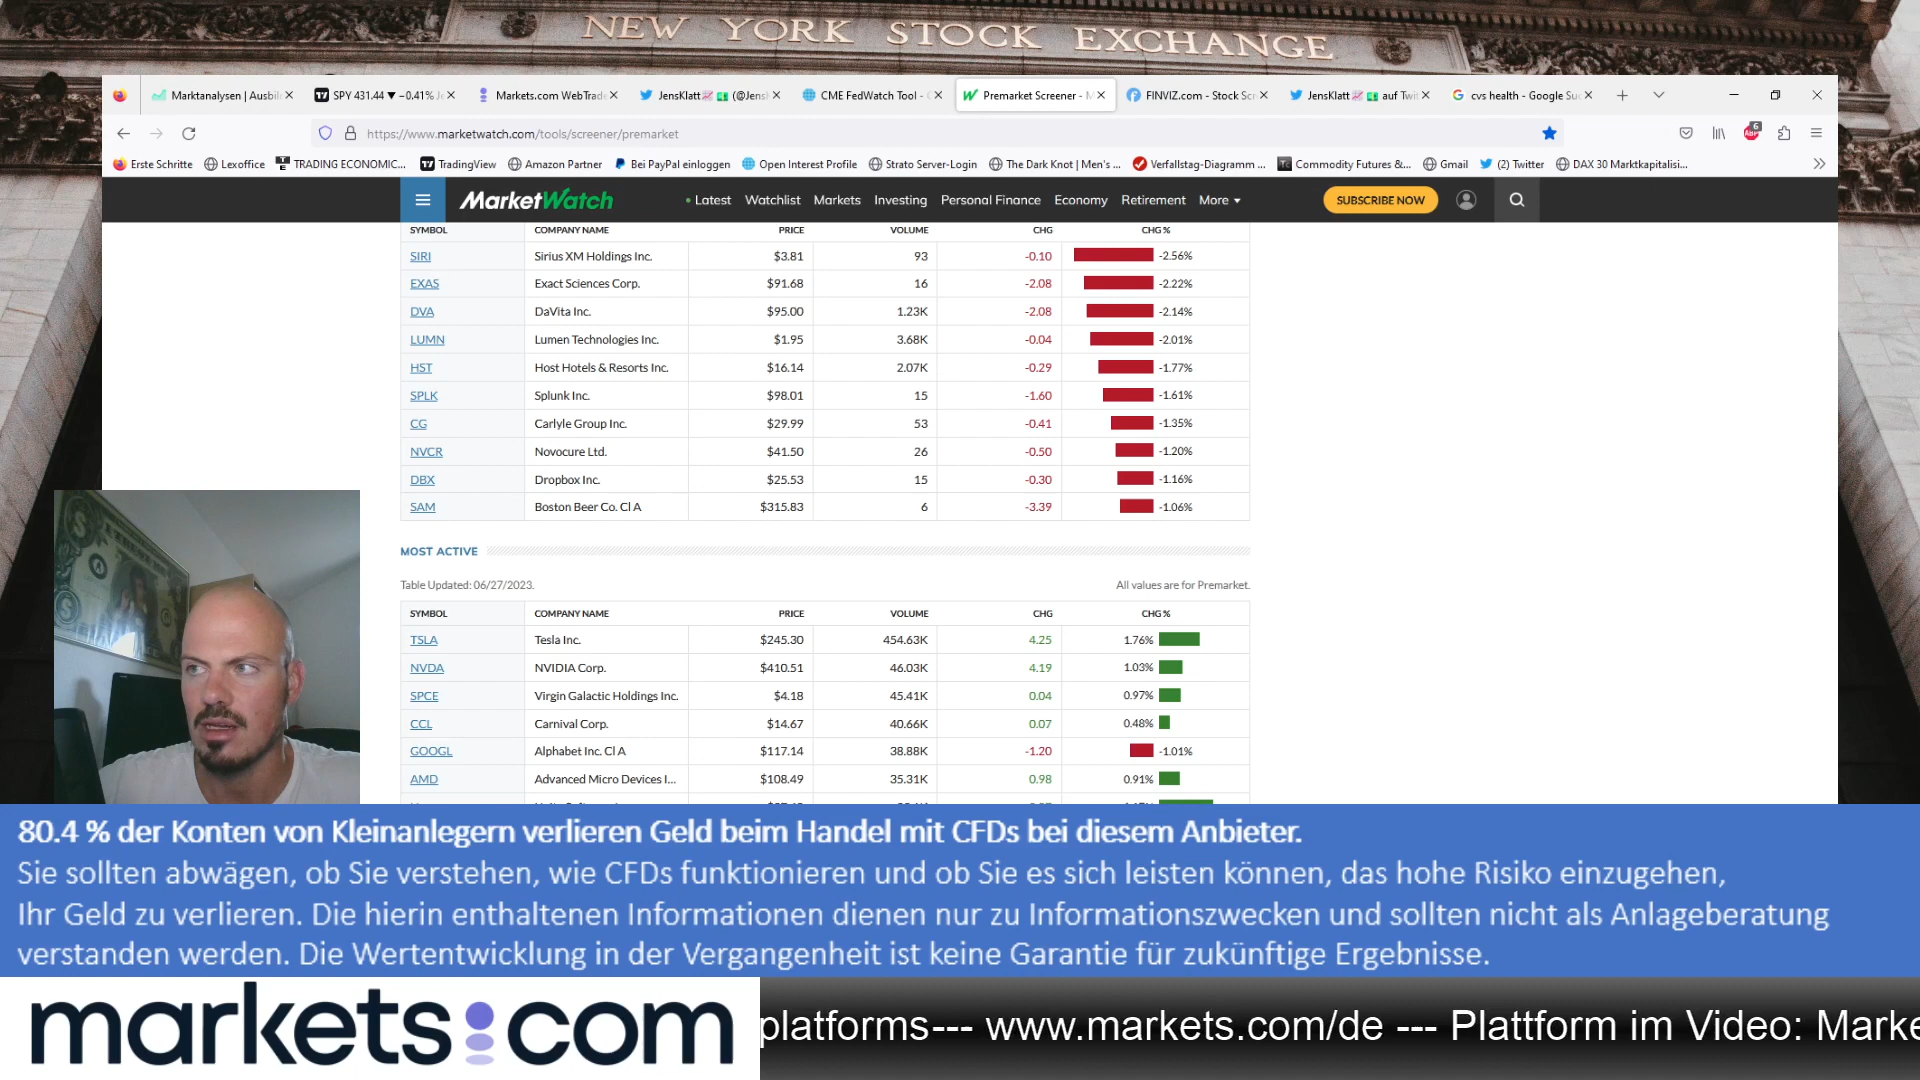 NEW YORK STOCK EXCHANGE
Marktanalysen | Ausbil
SPY 431.44 ▼ −0.41%
Markets.com WebTrade
JensKlatt
CME FedWatch Tool - C
Premarket Screener - M
FINVIZ.com - Stock Scr
JensKlatt auf Twit
cvs health - Google Su
https://www.marketwatch.com/tools/screener/premarket
6
Erste Schritte Lexoffice TRADING ECONOMIC... TradingView Amazon Partner Bei PayPal einloggen Open Interest Profile Strato Server-Login The Dark Knot | Men's ... Verfallstag-Diagramm ... Commodity Futures &... Gmail (2) Twitter DAX 30 Marktkapitalisi...
MarketWatch • Latest Watchlist Markets Investing Personal Finance Economy Retirement More SUBSCRIBE NOW
SYMBOL COMPANY NAME PRICE VOLUME CHG CHG %
SIRI Sirius XM Holdings Inc. $3.81 93 -0.10 -2.56%
EXAS Exact Sciences Corp. $91.68 16 -2.08 -2.22%
DVA DaVita Inc. $95.00 1.23K -2.08 -2.14%
LUMN Lumen Technologies Inc. $1.95 3.68K -0.04 -2.01%
HST Host Hotels & Resorts Inc. $16.14 2.07K -0.29 -1.77%
SPLK Splunk Inc. $98.01 15 -1.60 -1.61%
CG Carlyle Group Inc. $29.99 53 -0.41 -1.35%
NVCR Novocure Ltd. $41.50 26 -0.50 -1.20%
DBX Dropbox Inc. $25.53 15 -0.30 -1.16%
SAM Boston Beer Co. Cl A $315.83 6 -3.39 -1.06%
MOST ACTIVE
Table Updated: 06/27/2023. All values are for Premarket.
SYMBOL COMPANY NAME PRICE VOLUME CHG CHG %
TSLA Tesla Inc. $245.30 454.63K 4.25 1.76%
NVDA NVIDIA Corp. $410.51 46.03K 4.19 1.03%
SPCE Virgin Galactic Holdings Inc. $4.18 45.41K 0.04 0.97%
CCL Carnival Corp. $14.67 40.66K 0.07 0.48%
GOOGL Alphabet Inc. Cl A $117.14 38.88K -1.20 -1.01%
AMD Advanced Micro Devices I... $108.49 35.31K 0.98 0.91%
80.4 % der Konten von Kleinanlegern verlieren Geld beim Handel mit CFDs bei diesem Anbieter.
Sie sollten abwägen, ob Sie verstehen, wie CFDs funktionieren und ob Sie es sich leisten können, das hohe Risiko einzugehen,
Ihr Geld zu verlieren. Die hierin enthaltenen Informationen dienen nur zu Informationszwecken und sollten nicht als Anlageberatung
verstanden werden. Die Wertentwicklung in der Vergangenheit ist keine Garantie für zukünftige Ergebnisse.
markets.com
platforms--- www.markets.com/de --- Plattform im Video: Marke